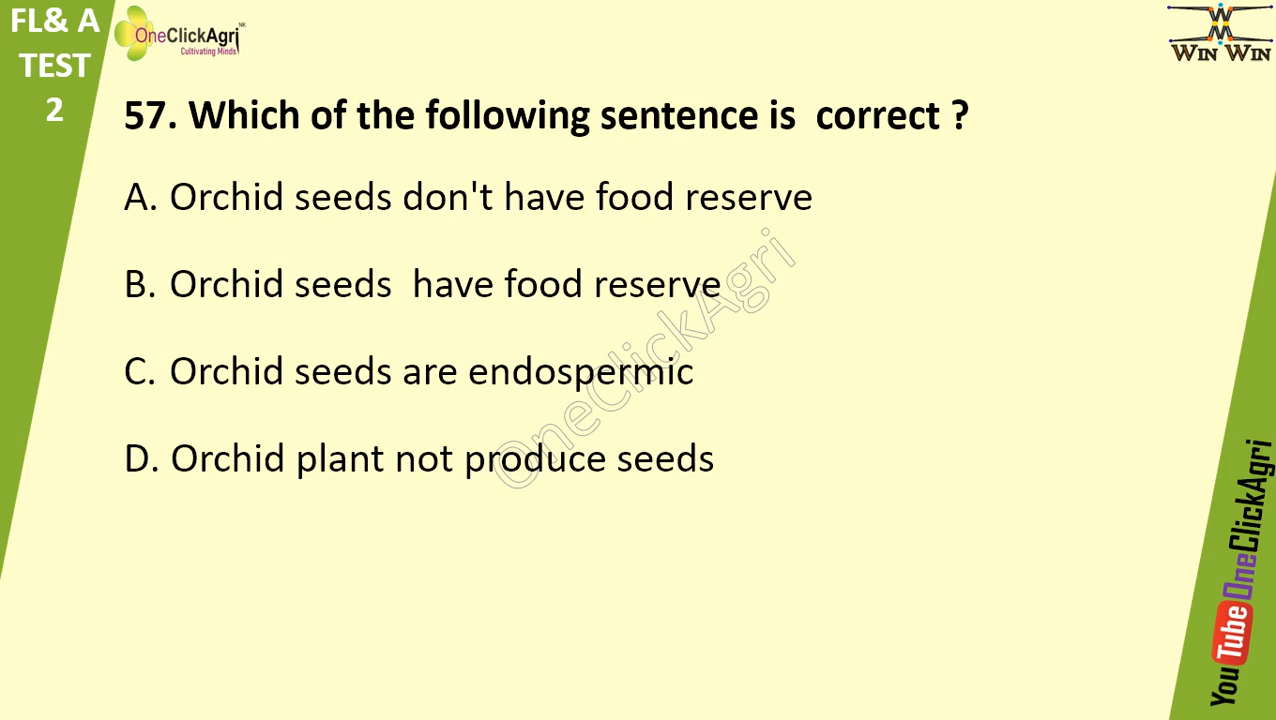 FL& A
TEST
2
OneClickAgri NK
Cultivating Minds
WIN WIN
57. Which of the following sentence is  correct ?
A. Orchid seeds don't have food reserve
B. Orchid seeds  have food reserve
C. Orchid seeds are endospermic
D. Orchid plant not produce seeds
©OneClickAgri
YouTube OneClickAgri